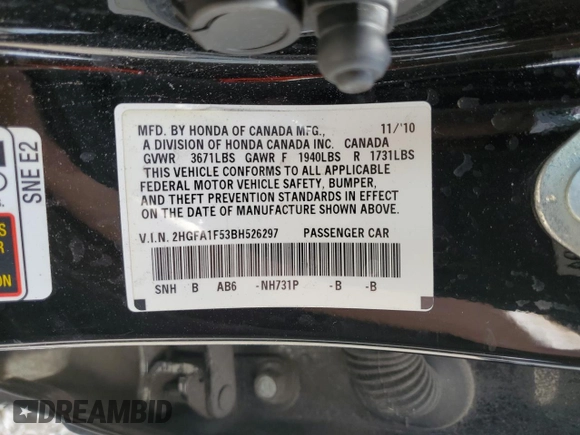 MFD. BY HONDA OF CANADA MFG., 11/'10
A DIVISION OF HONDA CANADA INC. CANADA
GVWR 3671LBS GAWR F 1940LBS R 1731LBS
THIS VEHICLE CONFORMS TO ALL APPLICABLE
FEDERAL MOTOR VEHICLE SAFETY, BUMPER,
AND THEFT PREVENTION STANDARDS IN EFFECT
ON THE DATE OF MANUFACTURE SHOWN ABOVE.
V.I.N. 2HGFA1F53BH526297 PASSENGER CAR
SNH B AB6 -NH731P -B -B
SNE E2
DREAMBID